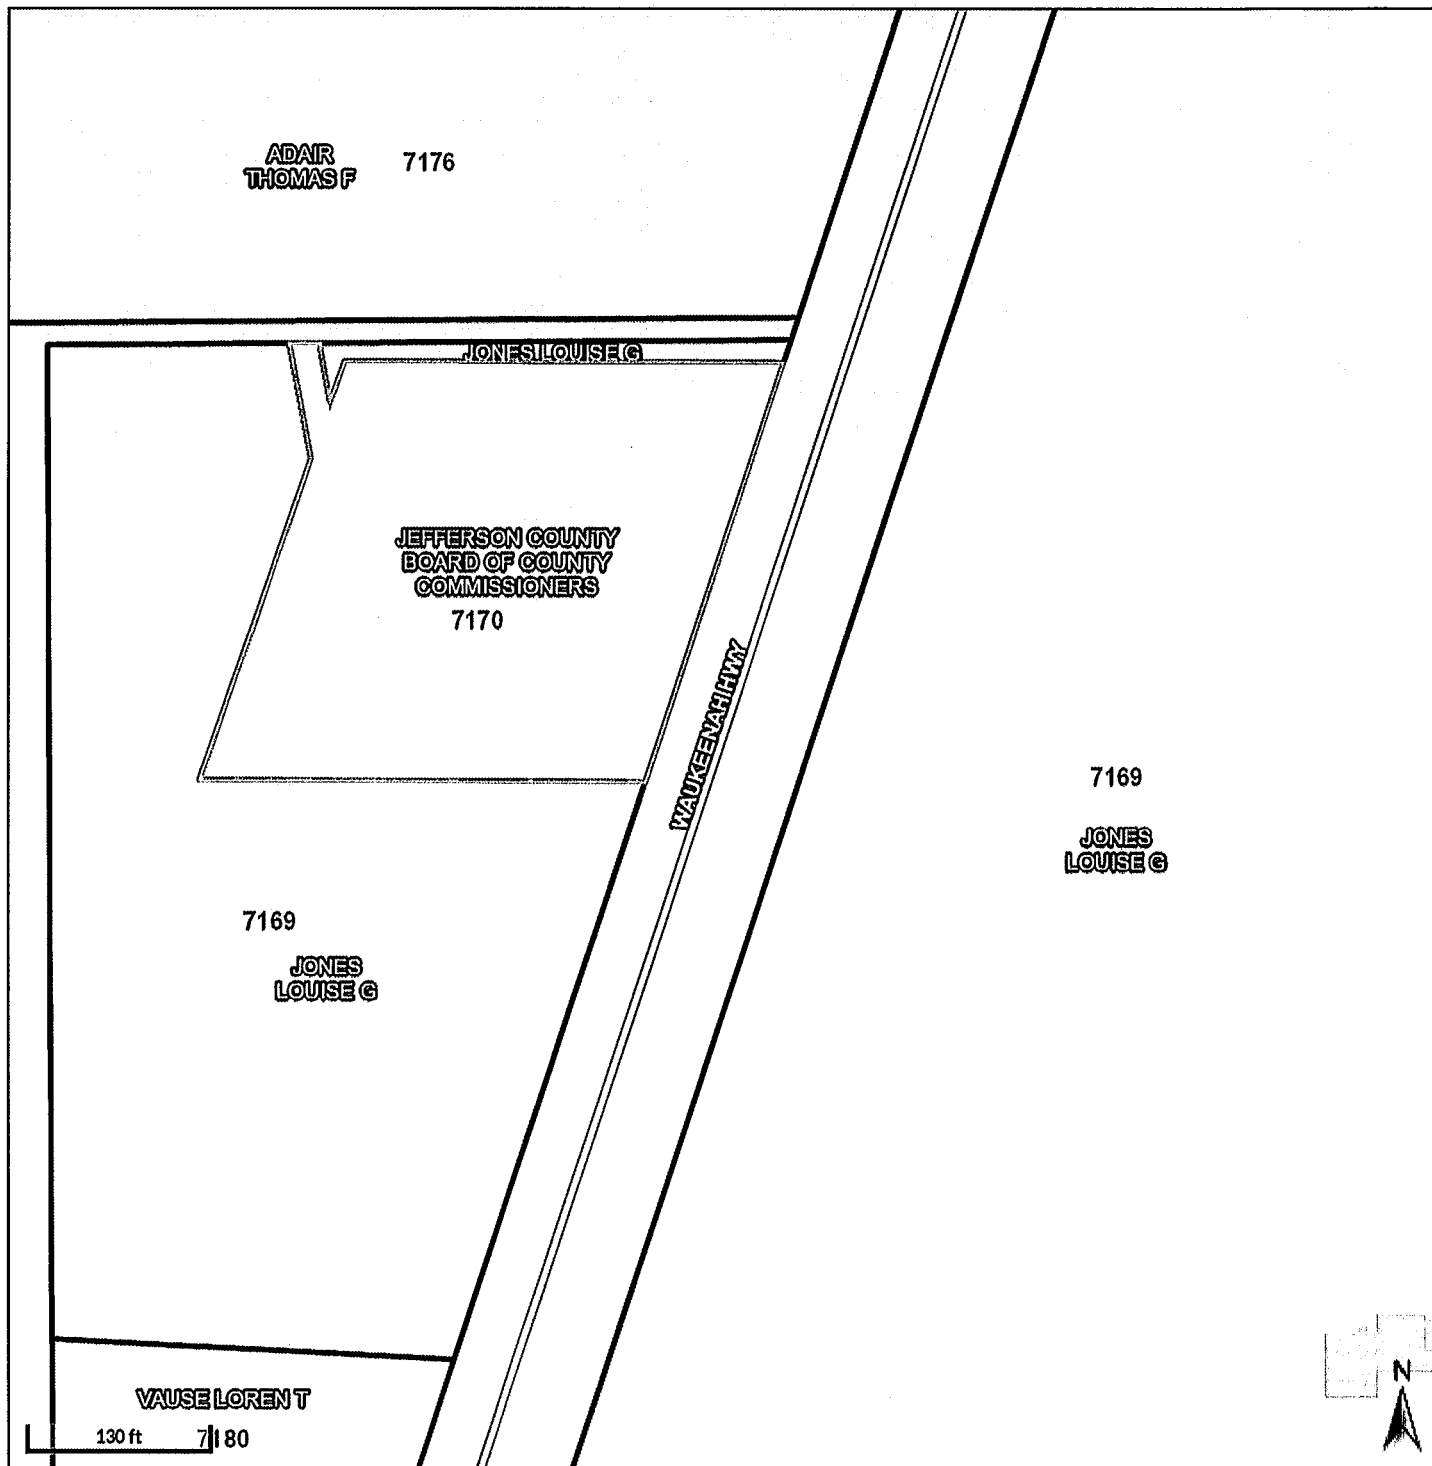 ADAIR
THOMAS F
7176
JONES LOUISE G
JEFFERSON COUNTY
BOARD OF COUNTY
COMMISSIONERS
7170
WAUKEENAH HWY
7169
JONES
LOUISE G
7169
JONES
LOUISE G
VAUSE LOREN T
7180
130 ft
N